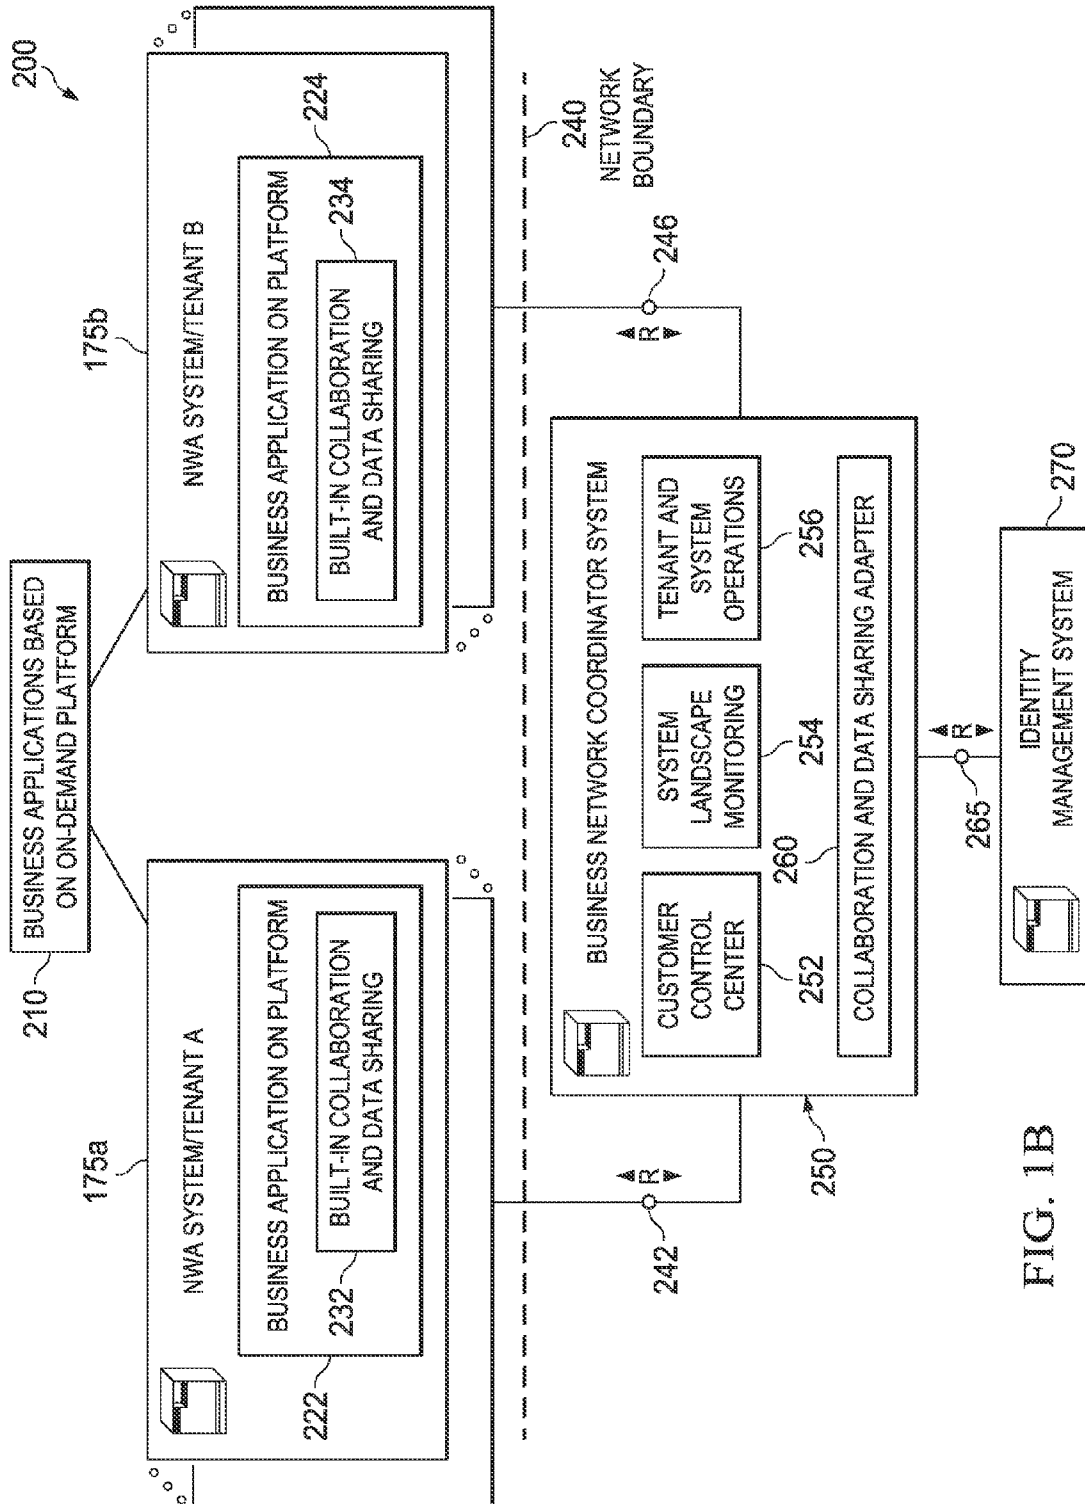 200
BUSINESS APPLICATIONS BASED
ON ON-DEMAND PLATFORM
210
175a
NWA SYSTEM/TENANT A
BUSINESS APPLICATION ON PLATFORM
BUILT-IN COLLABORATION
AND DATA SHARING
232
222
175b
NWA SYSTEM/TENANT B
BUSINESS APPLICATION ON PLATFORM
224
BUILT-IN COLLABORATION
AND DATA SHARING
234
240
NETWORK
BOUNDARY
242
R
R
246
BUSINESS NETWORK COORDINATOR SYSTEM
CUSTOMER
CONTROL
CENTER
252
SYSTEM
LANDSCAPE
MONITORING
254
TENANT AND
SYSTEM
OPERATIONS
256
260
COLLABORATION AND DATA SHARING ADAPTER
250
265
R
270
IDENTITY
MANAGEMENT SYSTEM
FIG. 1B